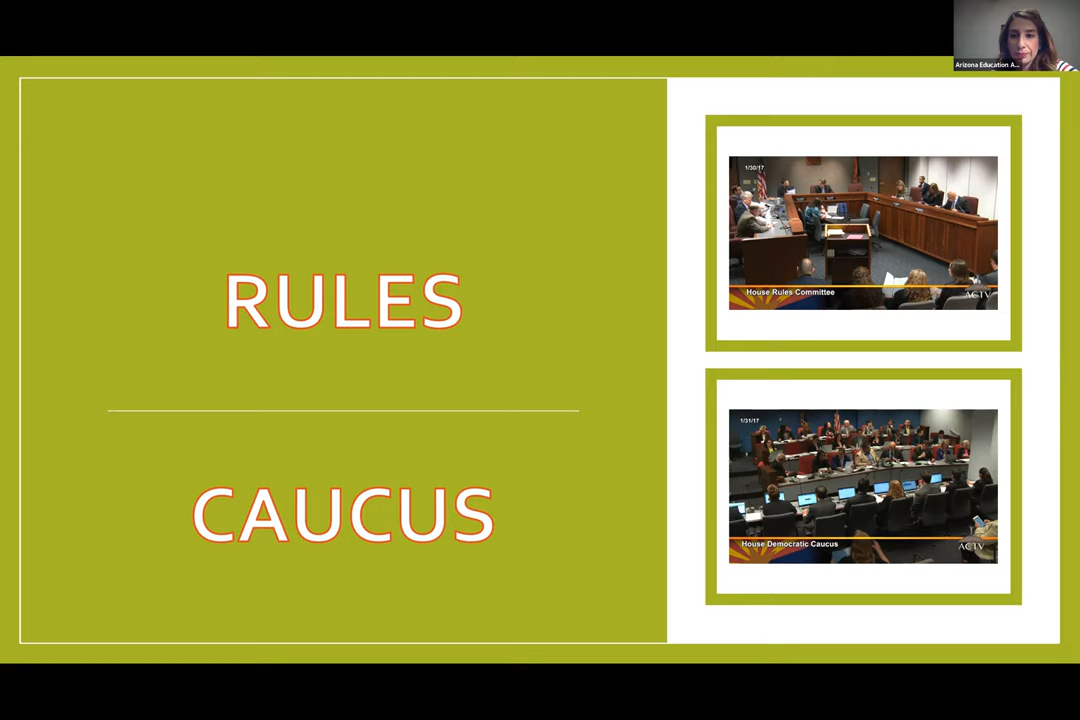 Arizona Education A...
RULES
CAUCUS
1/30/17
House Rules Committee
ACTV
1/31/17
House Democratic Caucus
ACTV